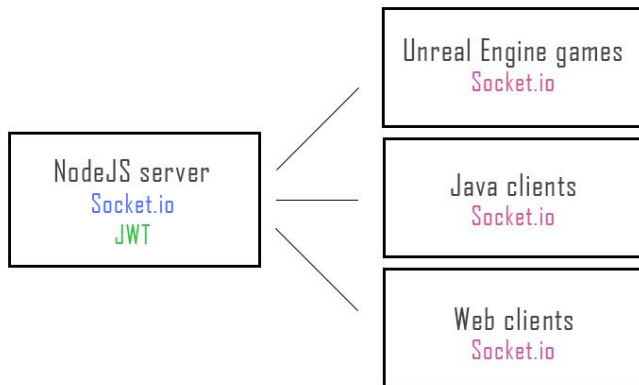 NodeJS server
Socket.io
JWT
Unreal Engine games
Socket.io
Java clients
Socket.io
Web clients
Socket.io